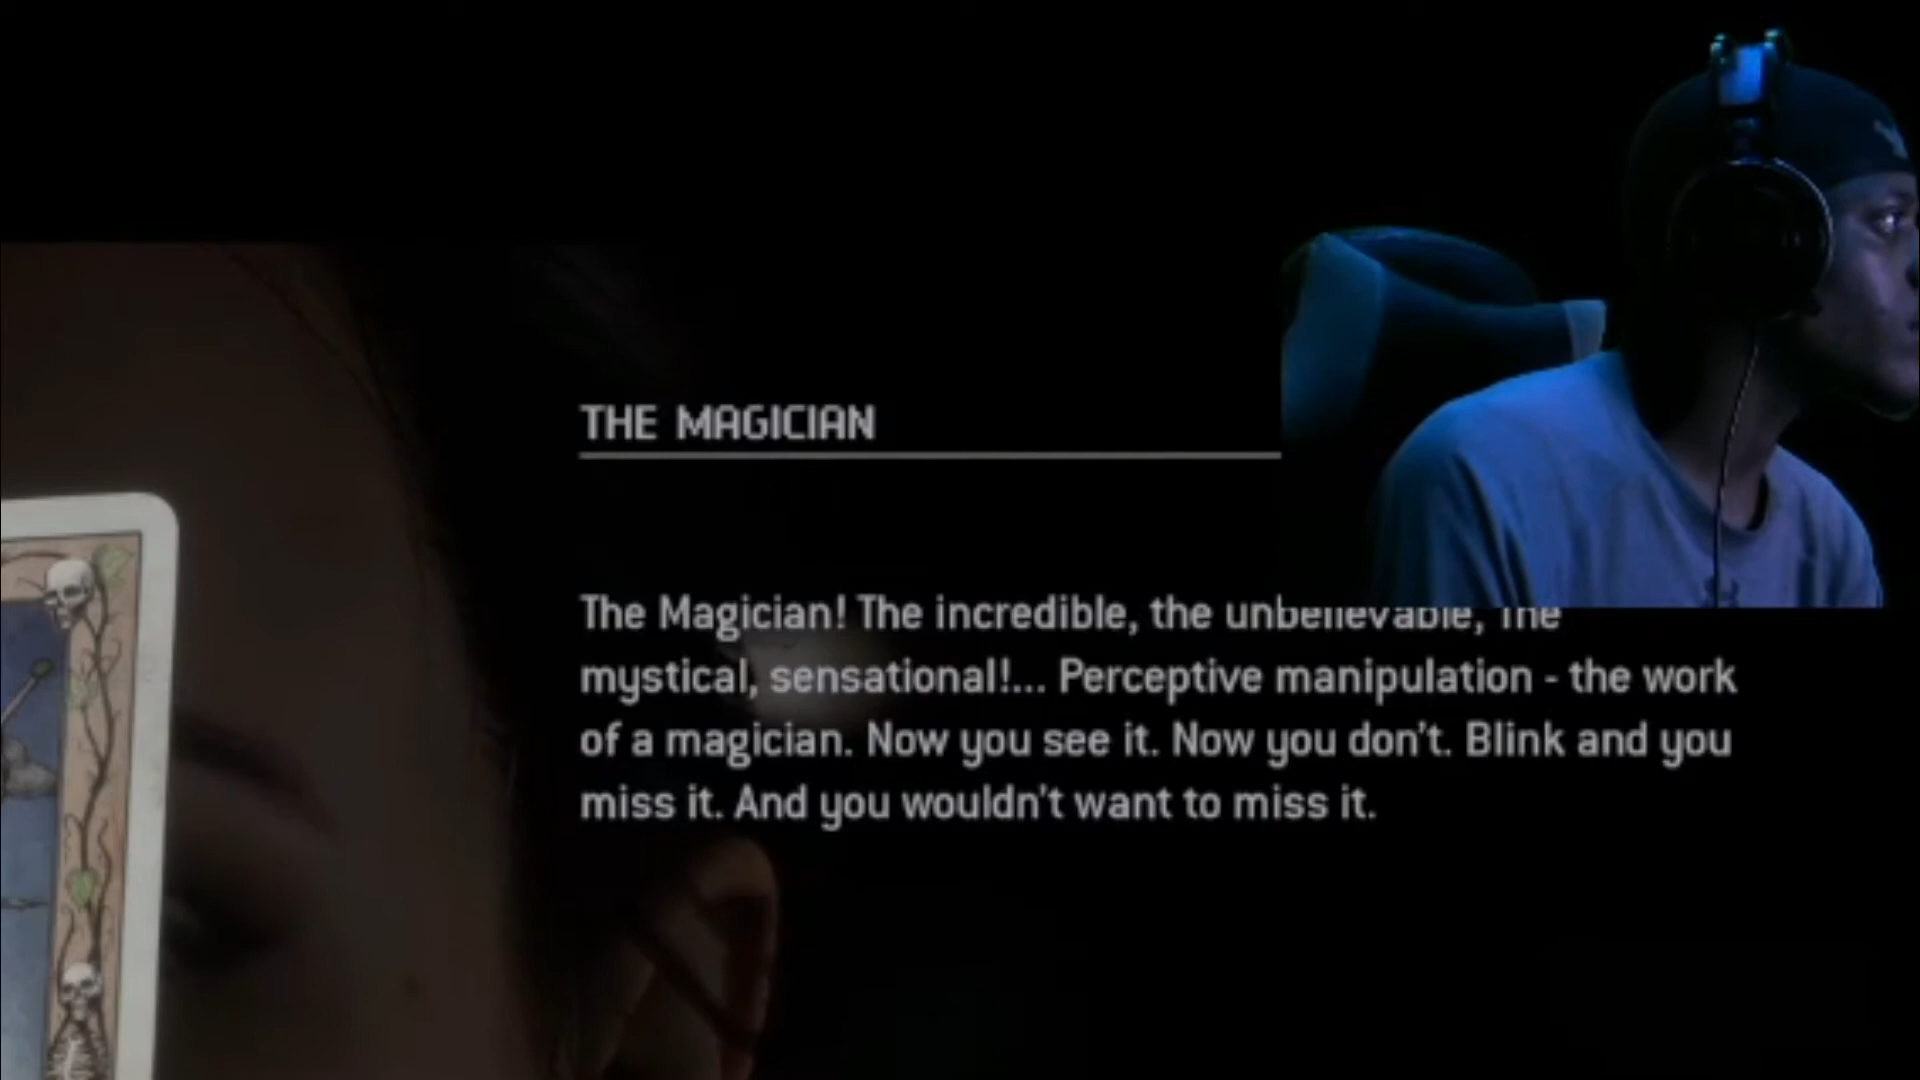 THE MAGICIAN
The Magician! The incredible, the unbelievable, The
mystical, sensational!... Perceptive manipulation - the work
of a magician. Now you see it. Now you don't. Blink and you
miss it. And you wouldn't want to miss it.